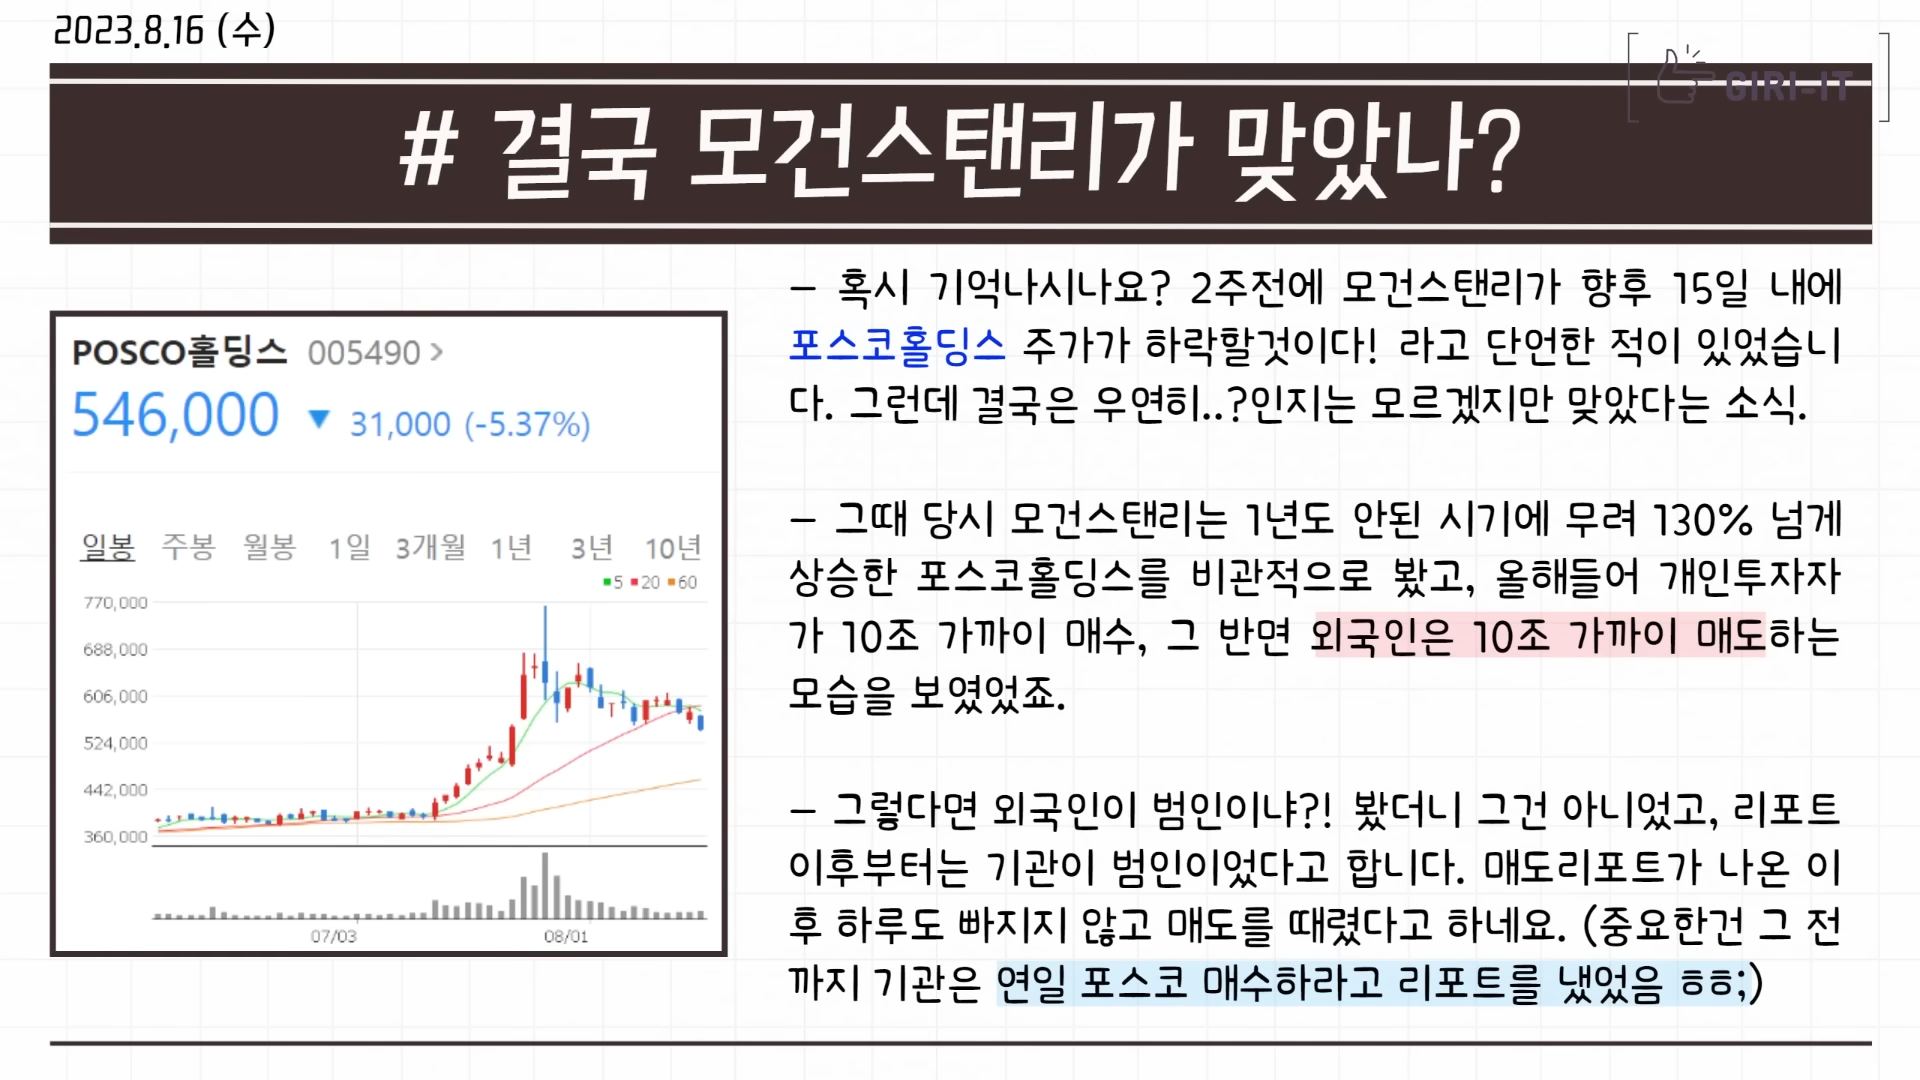 2023.8.16 (수)
GIRI-IT
# 결국 모건스탠리가 맞았나?
POSCO홀딩스 005490 >
546,000 ▼ 31,000 (-5.37%)
일봉 주봉 월봉 1일 3개월 1년 3년 10년
5 20 60
770,000
688,000
606,000
524,000
442,000
360,000
07/03 08/01
- 혹시 기억나시나요? 2주전에 모건스탠리가 향후 15일 내에
포스코홀딩스 주가가 하락할것이다! 라고 단언한 적이 있었습니
다. 그런데 결국은 우연히..?인지는 모르겠지만 맞았다는 소식.
- 그때 당시 모건스탠리는 1년도 안된 시기에 무려 130% 넘게
상승한 포스코홀딩스를 비관적으로 봤고, 올해들어 개인투자자
가 10조 가까이 매수, 그 반면 외국인은 10조 가까이 매도하는
모습을 보였었죠.
- 그렇다면 외국인이 범인이냐?! 봤더니 그건 아니었고, 리포트
이후부터는 기관이 범인이었다고 합니다. 매도리포트가 나온 이
후 하루도 빠지지 않고 매도를 때렸다고 하네요. (중요한건 그 전
까지 기관은 연일 포스코 매수하라고 리포트를 냈었음 ㅎㅎ;)